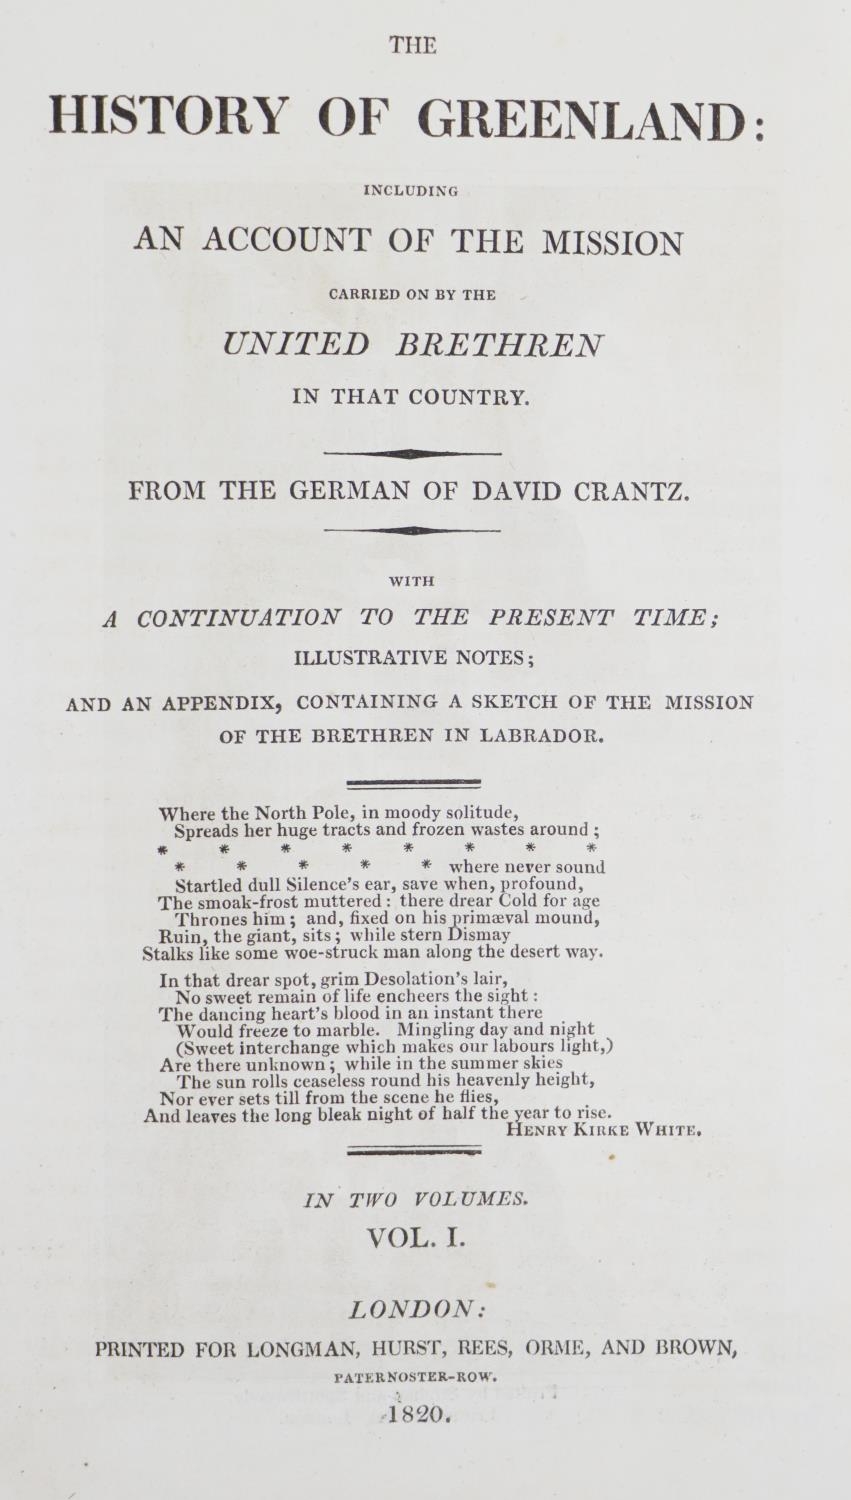 THE
HISTORY OF GREENLAND:
INCLUDING
AN ACCOUNT OF THE MISSION
CARRIED ON BY THE
UNITED BRETHREN
IN THAT COUNTRY.
FROM THE GERMAN OF DAVID CRANTZ.
WITH
A CONTINUATION TO THE PRESENT TIME;
ILLUSTRATIVE NOTES;
AND AN APPENDIX, CONTAINING A SKETCH OF THE MISSION
OF THE BRETHREN IN LABRADOR.
Where the North Pole, in moody solitude,
Spreads her huge tracts and frozen wastes around;
* * * * * * * *
* * * * * where never sound
Startled dull Silence's ear, save when, profound,
The smoak-frost muttered: there drear Cold for age
Thrones him; and, fixed on his primæval mound,
Ruin, the giant, sits; while stern Dismay
Stalks like some woe-struck man along the desert way.
In that drear spot, grim Desolation's lair,
No sweet remain of life encheers the sight:
The dancing heart's blood in an instant there
Would freeze to marble. Mingling day and night
(Sweet interchange which makes our labours light,)
Are there unknown; while in the summer skies
The sun rolls ceaseless round his heavenly height,
Nor ever sets till from the scene he flies,
And leaves the long bleak night of half the year to rise.
HENRY KIRKE WHITE.
IN TWO VOLUMES.
VOL. I.
LONDON:
PRINTED FOR LONGMAN, HURST, REES, ORME, AND BROWN,
PATERNOSTER-ROW.
1820.